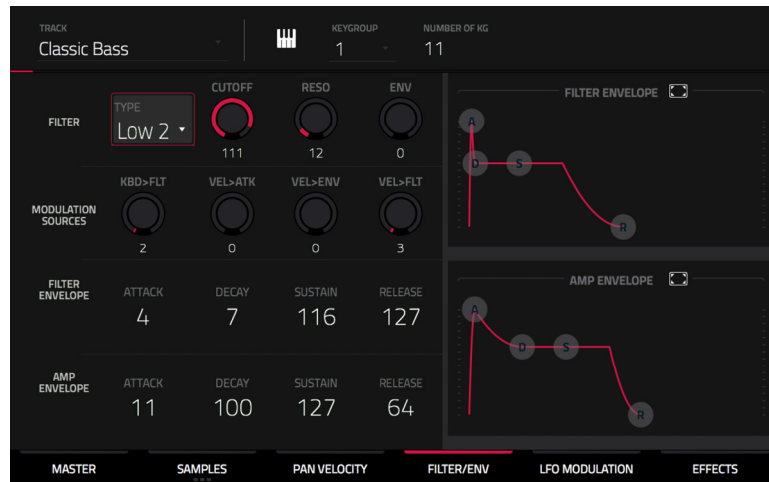 TRACK
Classic Bass
KEYGROUP
1
NUMBER OF KG
11
FILTER
TYPE
Low 2
CUTOFF
111
RESO
12
ENV
0
MODULATION
SOURCES
KBD>FLT
2
VEL>ATK
0
VEL>ENV
0
VEL>FLT
3
FILTER
ENVELOPE
ATTACK
4
DECAY
7
SUSTAIN
116
RELEASE
127
AMP
ENVELOPE
ATTACK
11
DECAY
100
SUSTAIN
127
RELEASE
64
FILTER ENVELOPE
A
D
S
R
AMP ENVELOPE
A
D
S
R
MASTER
SAMPLES
PAN VELOCITY
FILTER/ENV
LFO MODULATION
EFFECTS